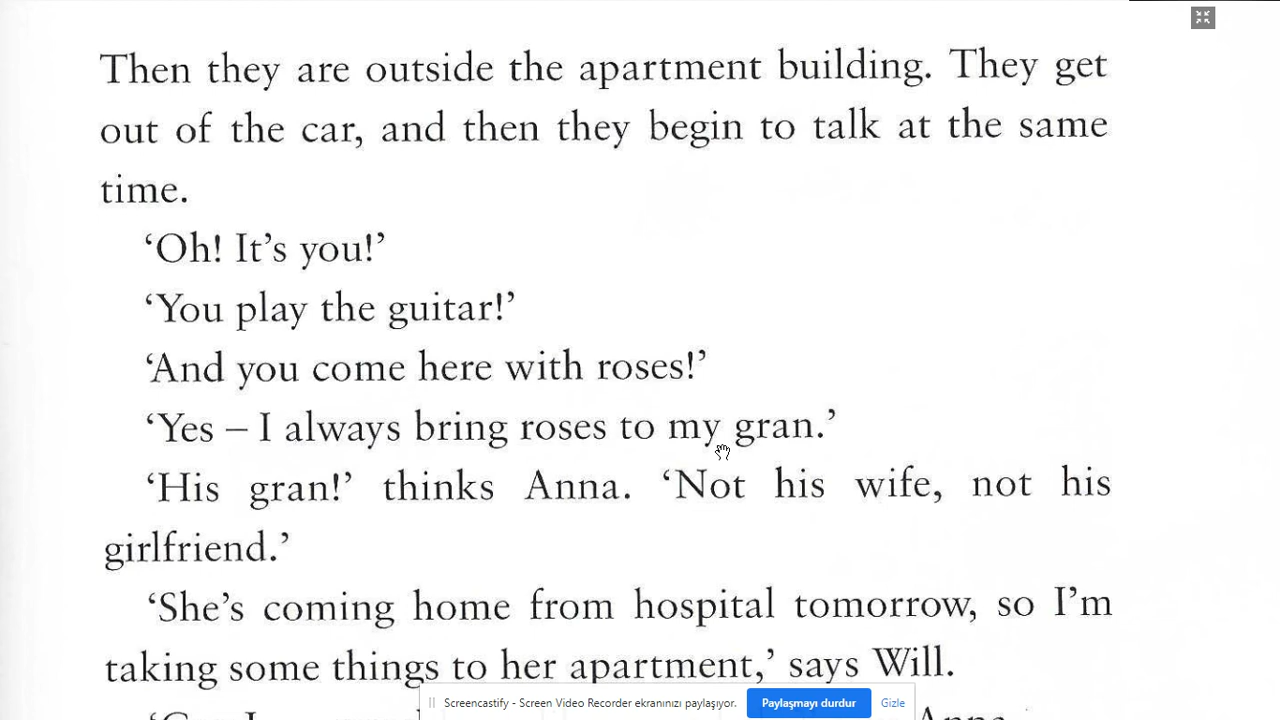 Then they are outside the apartment building. They get
out of the car, and then they begin to talk at the same
time.
‘Oh! It’s you!’
‘You play the guitar!’
‘And you come here with roses!’
‘Yes – I always bring roses to my gran.’
‘His gran!’ thinks Anna. ‘Not his wife, not his
girlfriend.’
‘She’s coming home from hospital tomorrow, so I’m
taking some things to her apartment,’ says Will.
Screencastify - Screen Video Recorder ekranınızı paylaşıyor. Paylaşmayı durdur Gizle
Anna